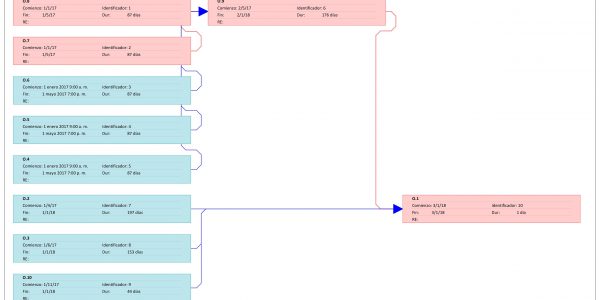 O.8
Comienzo: 1/1/17 Identificador: 1
Fin: 1/5/17 Dur: 87 días
RE:
O.9
Comienzo: 2/5/17 Identificador: 6
Fin: 2/1/18 Dur: 176 días
RE:
O.7
Comienzo: 1/1/17 Identificador: 2
Fin: 1/5/17 Dur: 87 días
RE:
O.6
Comienzo: 1 enero 2017 9:00 a. m. Identificador: 3
Fin: 1 mayo 2017 7:00 p. m. Dur: 87 días
RE:
O.5
Comienzo: 1 enero 2017 9:00 a. m. Identificador: 4
Fin: 1 mayo 2017 7:00 p. m. Dur: 87 días
RE:
O.4
Comienzo: 1 enero 2017 9:00 a. m. Identificador: 5
Fin: 1 mayo 2017 7:00 p. m. Dur: 87 días
RE:
O.2
Comienzo: 1/4/17 Identificador: 7
Fin: 1/1/18 Dur: 197 días
RE:
O.1
Comienzo: 3/1/18 Identificador: 10
Fin: 3/1/18 Dur: 1 día
RE:
O.3
Comienzo: 1/6/17 Identificador: 8
Fin: 1/1/18 Dur: 153 días
RE:
O.10
Comienzo: 1/11/17 Identificador: 9
Fin: 1/1/18 Dur: 44 días
RE: